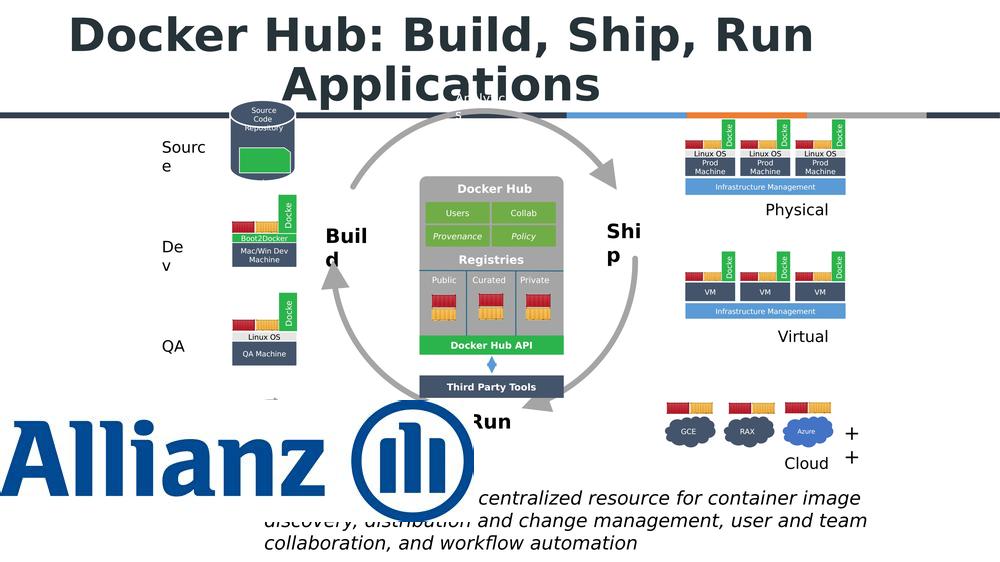 Docker Hub: Build, Ship, Run
Applications
Source
Code
Repository
Sourc
e
De
v
Docke
Boot2Docker
Mac/Win Dev
Machine
QA
Docke
Linux OS
QA Machine
Buil
d
Docker Hub
Users
Collab
Provenance
Policy
Registries
Public
Curated
Private
Docker Hub API
Third Party Tools
Shi
p
Run
Docke
Docke
Docke
Linux OS
Linux OS
Linux OS
Prod
Machine
Prod
Machine
Prod
Machine
Infrastructure Management
Physical
Docke
Docke
Docke
VM
VM
VM
Infrastructure Management
Virtual
GCE
RAX
Azure
+
+
Cloud
Allianz
centralized resource for container image
discovery, distribution and change management, user and team
collaboration, and workflow automation